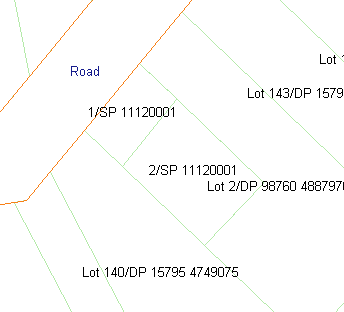 Lot 1
Road
Lot 143/DP 1579
1/SP 11120001
2/SP 11120001
Lot 2/DP 98760 4887970
Lot 140/DP 15795 4749075